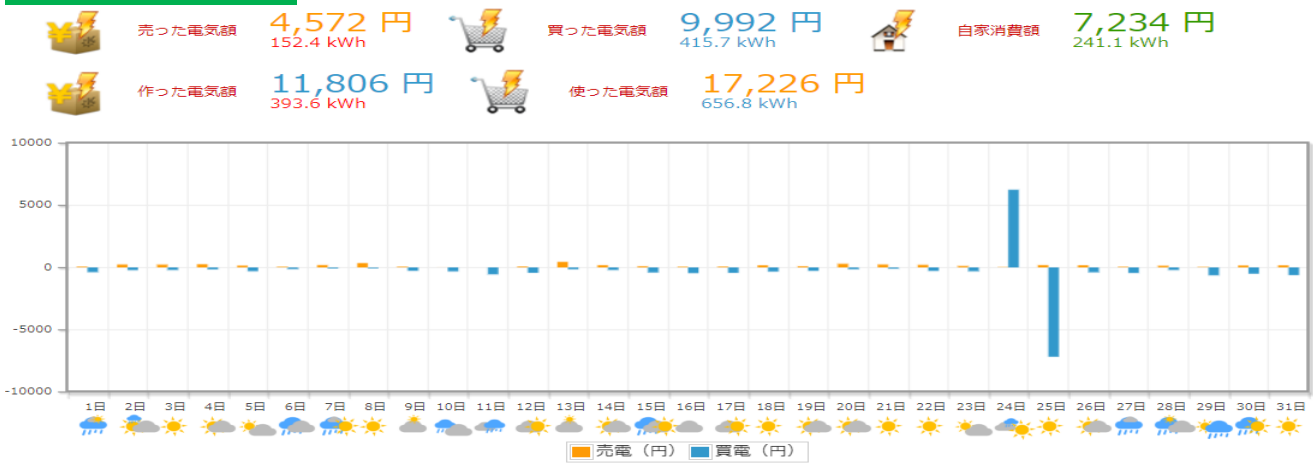 売った電気額 4,572 円 152.4 kWh
買った電気額 9,992 円 415.7 kWh
自家消費額 7,234 円 241.1 kWh
作った電気額 11,806 円 393.6 kWh
使った電気額 17,226 円 656.8 kWh
10000
5000
0
-5000
-10000
1日 2日 3日 4日 5日 6日 7日 8日 9日 10日 11日 12日 13日 14日 15日 16日 17日 18日 19日 20日 21日 22日 23日 24日 25日 26日 27日 28日 29日 30日 31日
売電（円） 買電（円）